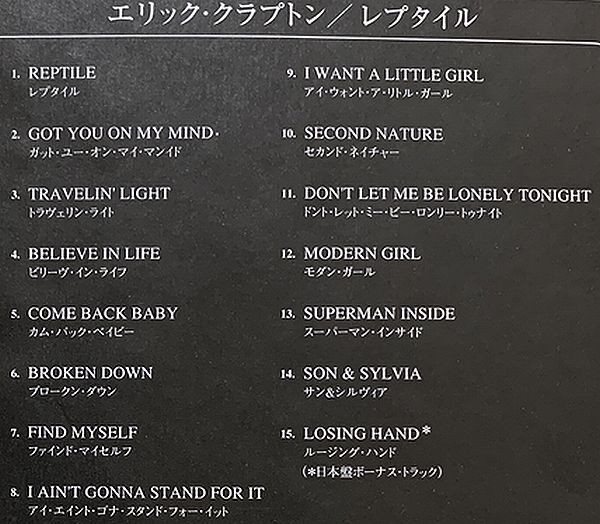 エリック・クラプトン／レプタイル
1. REPTILE
レプタイル
2. GOT YOU ON MY MIND
ガット・ユー・オン・マイ・マインド
3. TRAVELIN' LIGHT
トラヴェリン・ライト
4. BELIEVE IN LIFE
ビリーヴ・イン・ライフ
5. COME BACK BABY
カム・バック・ベイビー
6. BROKEN DOWN
ブロークン・ダウン
7. FIND MYSELF
ファインド・マイセルフ
8. I AIN'T GONNA STAND FOR IT
アイ・エイント・ゴナ・スタンド・フォー・イット
9. I WANT A LITTLE GIRL
アイ・ウォント・ア・リトル・ガール
10. SECOND NATURE
セカンド・ネイチャー
11. DON'T LET ME BE LONELY TONIGHT
ドント・レット・ミー・ビー・ロンリー・トゥナイト
12. MODERN GIRL
モダン・ガール
13. SUPERMAN INSIDE
スーパーマン・インサイド
14. SON & SYLVIA
サン&シルヴィア
15. LOSING HAND*
ルージング・ハンド
(*日本盤ボーナス・トラック)